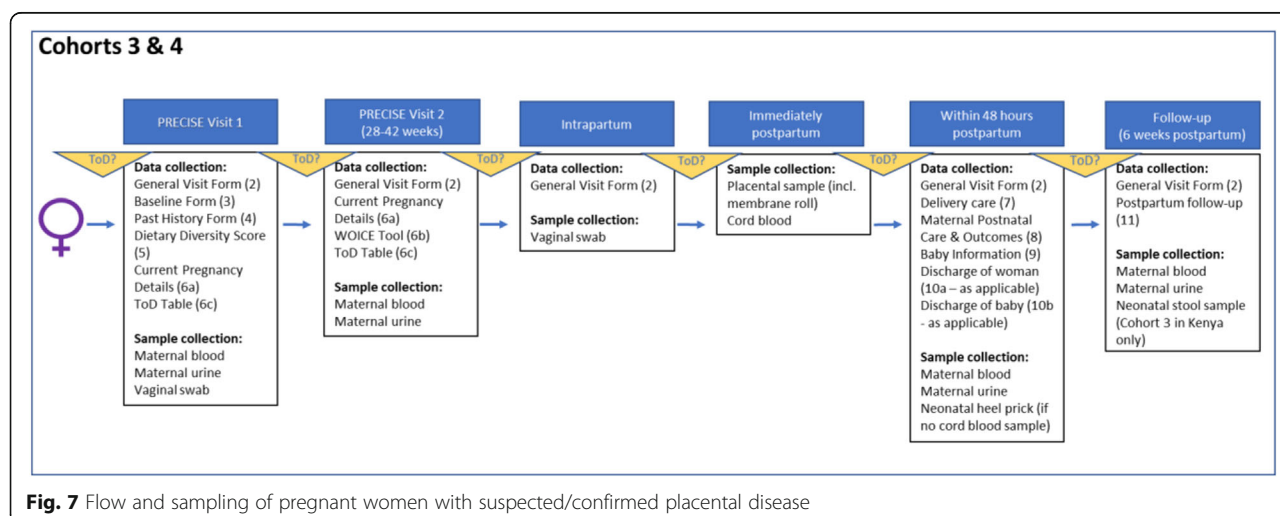 Cohorts 3 & 4
PRECISE Visit 1
ToD?
Data collection:
General Visit Form (2)
Baseline Form (3)
Past History Form (4)
Dietary Diversity Score
(5)
Current Pregnancy
Details (6a)
ToD Table (6c)
Sample collection:
Maternal blood
Maternal urine
Vaginal swab
PRECISE Visit 2
(28-42 weeks)
ToD?
Data collection:
General Visit Form (2)
Current Pregnancy
Details (6a)
WOICE Tool (6b)
ToD Table (6c)
Sample collection:
Maternal blood
Maternal urine
Intrapartum
ToD?
Data collection:
General Visit Form (2)
Sample collection:
Vaginal swab
Immediately
postpartum
ToD?
Sample collection:
Placental sample (incl.
membrane roll)
Cord blood
Within 48 hours
postpartum
ToD?
Data collection:
General Visit Form (2)
Delivery care (7)
Maternal Postnatal
Care & Outcomes (8)
Baby Information (9)
Discharge of woman
(10a – as applicable)
Discharge of baby (10b
- as applicable)
Sample collection:
Maternal blood
Maternal urine
Neonatal heel prick (if
no cord blood sample)
Follow-up
(6 weeks postpartum)
ToD?
Data collection:
General Visit Form (2)
Postpartum follow-up
(11)
Sample collection:
Maternal blood
Maternal urine
Neonatal stool sample
(Cohort 3 in Kenya
only)
Fig. 7 Flow and sampling of pregnant women with suspected/confirmed placental disease